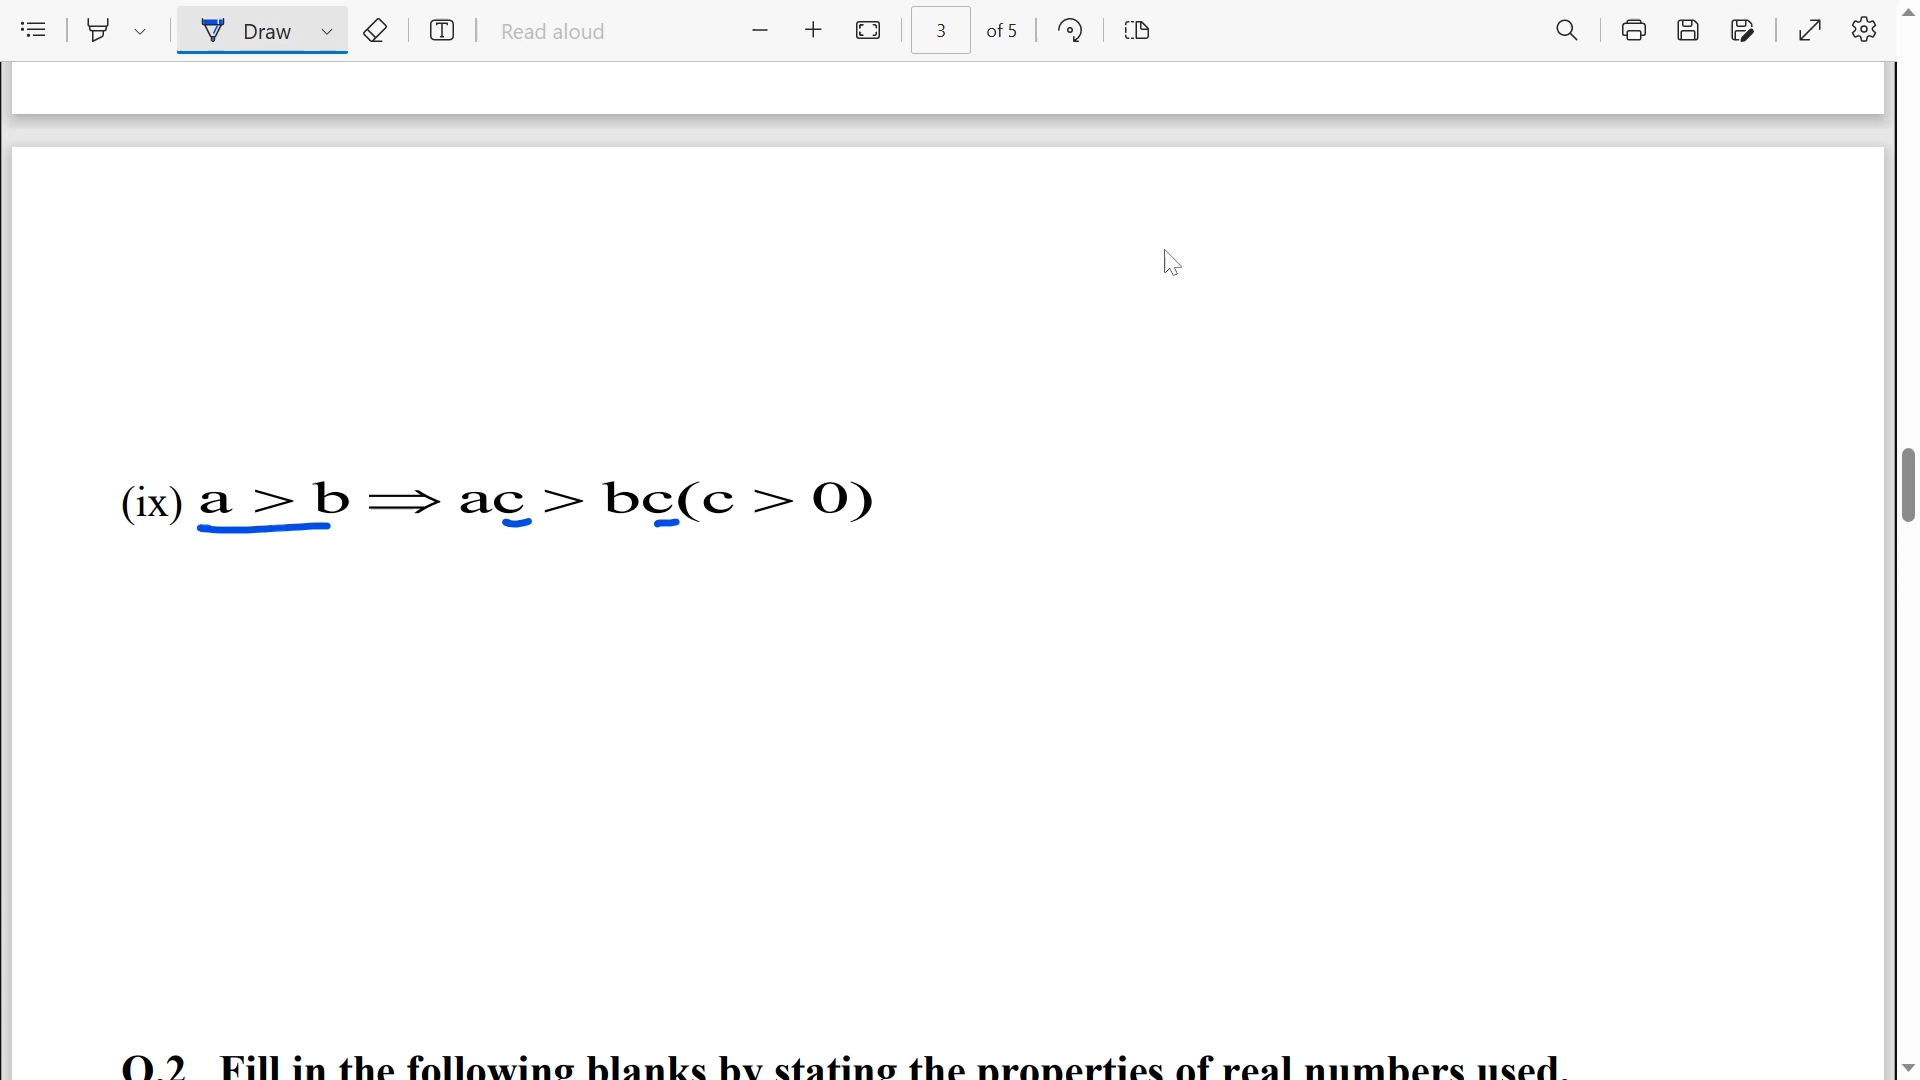 Draw
Read aloud
3 of 5
(ix) a > b ⟹ ac > bc(c > 0)
Q.2 Fill in the following blanks by stating the properties of real numbers used.